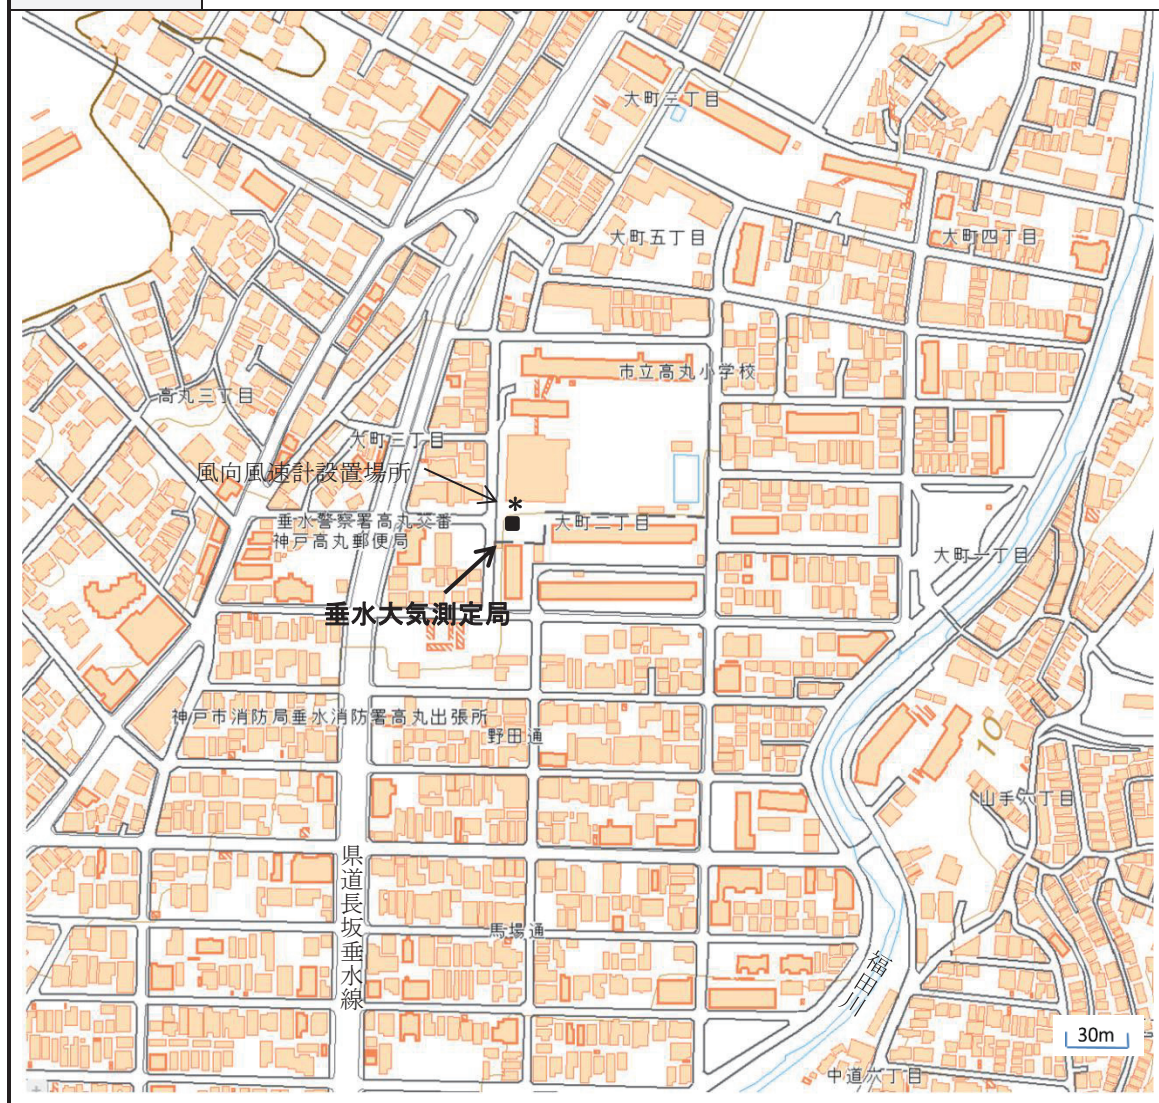 大町三丁目
大町五丁目
大町四丁目
市立高丸小学校
高丸三丁目
大町三丁目
風向風速計設置場所
*
垂水警察署高丸交番
大町二丁目
神戸高丸郵便局
大町一丁目
垂水大気測定局
神戸市消防局垂水消防署高丸出張所
野田通
10
山手六丁目
県道長坂垂水線
馬場通
福田川
30m
中道六丁目